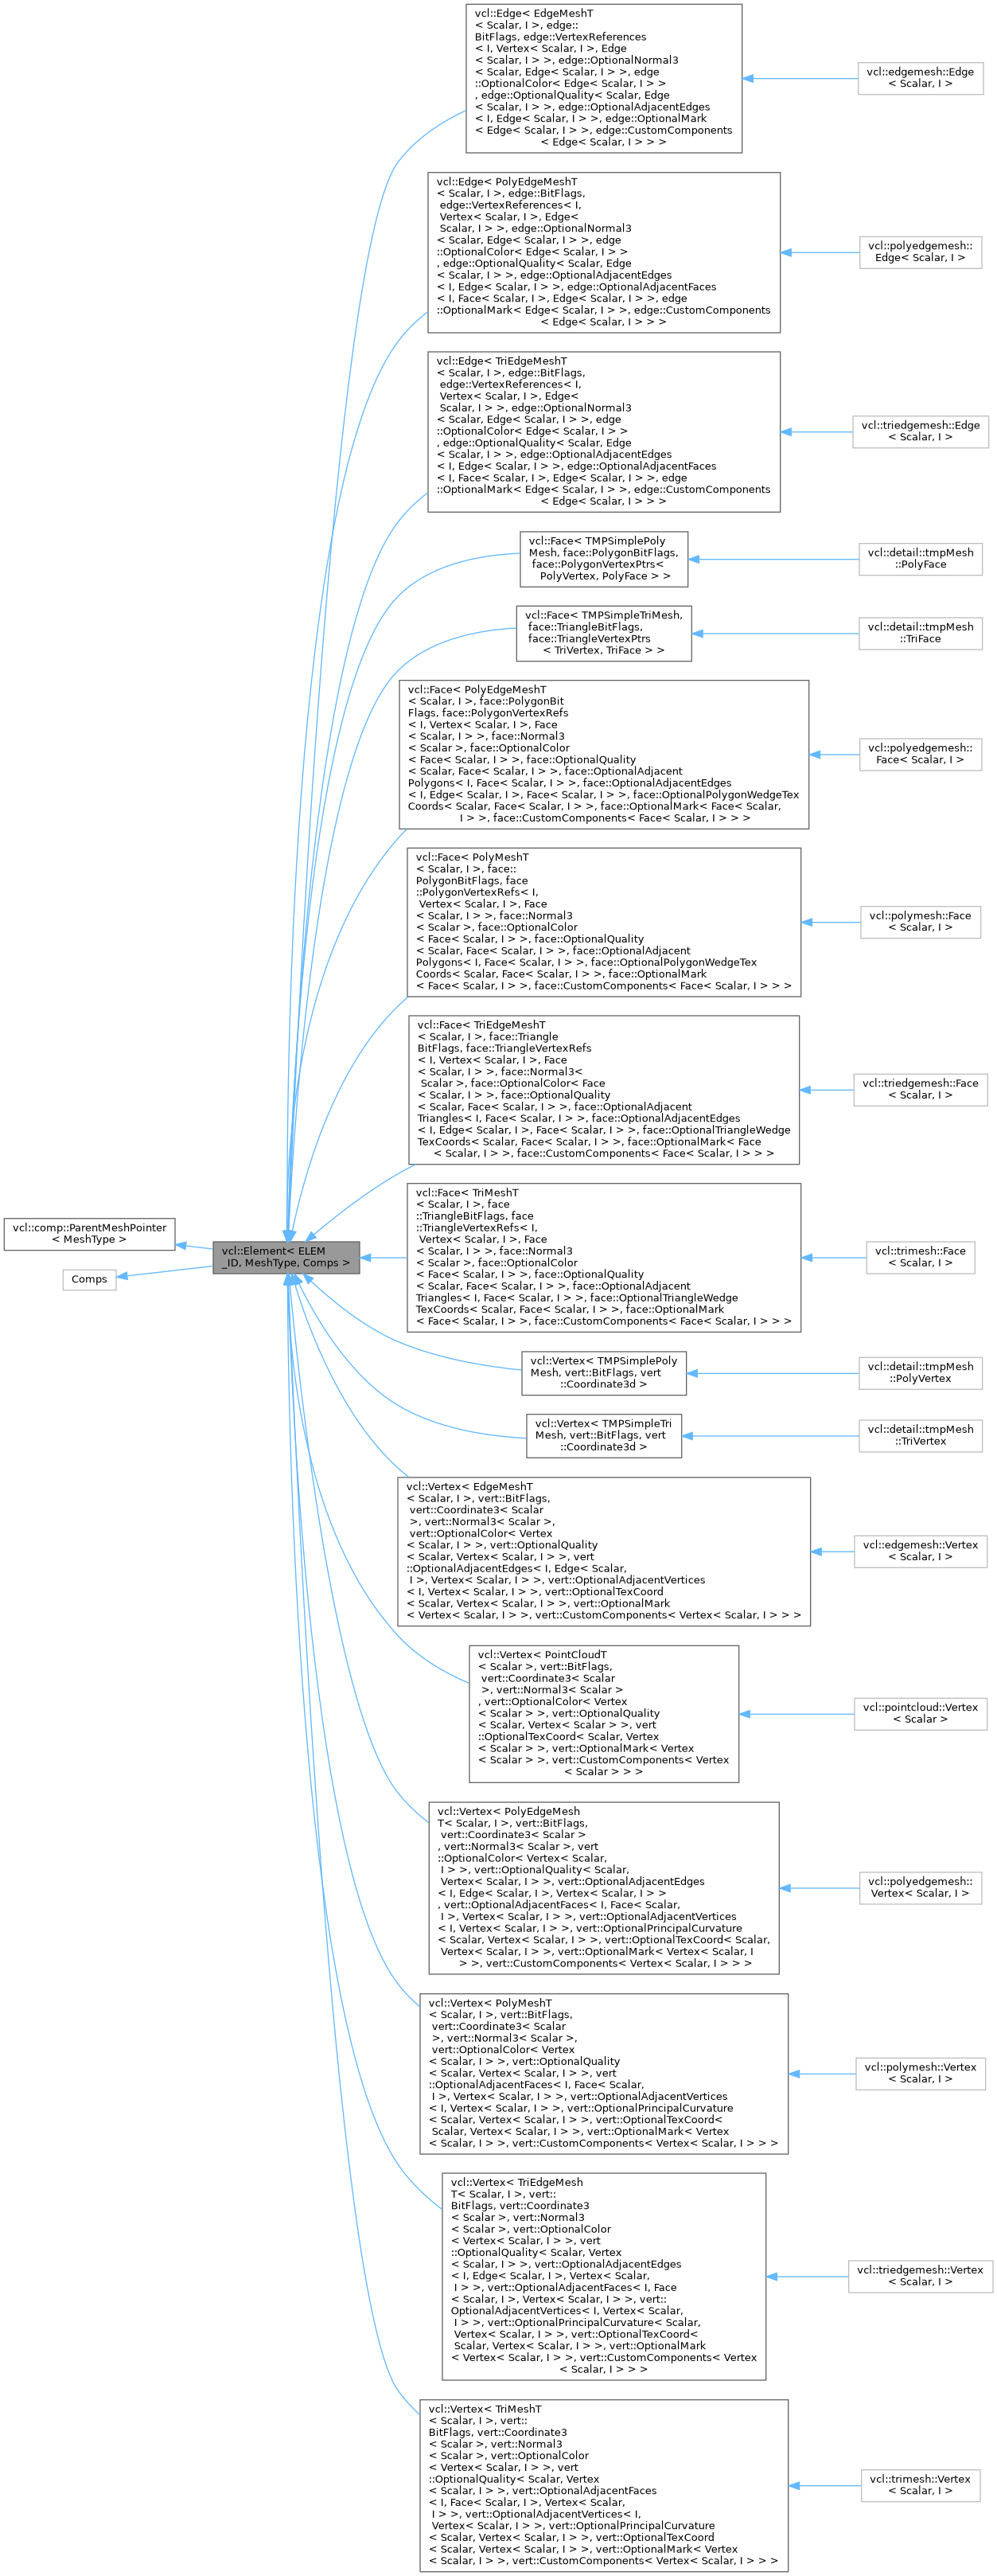 vcl::Edge< EdgeMeshT
< Scalar, I >, edge::
BitFlags, edge::VertexReferences
< I, Vertex< Scalar, I >, Edge
< Scalar, I > >, edge::OptionalNormal3
< Scalar, Edge< Scalar, I > >, edge
::OptionalColor< Edge< Scalar, I > >
, edge::OptionalQuality< Scalar, Edge
< Scalar, I > >, edge::OptionalAdjacentEdges
< I, Edge< Scalar, I > >, edge::OptionalMark
< Edge< Scalar, I > >, edge::CustomComponents
< Edge< Scalar, I > > >
vcl::edgemesh::Edge
< Scalar, I >
vcl::Edge< PolyEdgeMeshT
< Scalar, I >, edge::BitFlags,
edge::VertexReferences< I,
Vertex< Scalar, I >, Edge<
Scalar, I > >, edge::OptionalNormal3
< Scalar, Edge< Scalar, I > >, edge
::OptionalColor< Edge< Scalar, I > >
, edge::OptionalQuality< Scalar, Edge
< Scalar, I > >, edge::OptionalAdjacentEdges
< I, Edge< Scalar, I > >, edge::OptionalAdjacentFaces
< I, Face< Scalar, I >, Edge< Scalar, I > >, edge
::OptionalMark< Edge< Scalar, I > >, edge::CustomComponents
< Edge< Scalar, I > > >
vcl::polyedgemesh::
Edge< Scalar, I >
vcl::Edge< TriEdgeMeshT
< Scalar, I >, edge::BitFlags,
edge::VertexReferences< I,
Vertex< Scalar, I >, Edge<
Scalar, I > >, edge::OptionalNormal3
< Scalar, Edge< Scalar, I > >, edge
::OptionalColor< Edge< Scalar, I > >
, edge::OptionalQuality< Scalar, Edge
< Scalar, I > >, edge::OptionalAdjacentEdges
< I, Edge< Scalar, I > >, edge::OptionalAdjacentFaces
< I, Face< Scalar, I >, Edge< Scalar, I > >, edge
::OptionalMark< Edge< Scalar, I > >, edge::CustomComponents
< Edge< Scalar, I > > >
vcl::triedgemesh::Edge
< Scalar, I >
vcl::Face< TMPSimplePoly
Mesh, face::PolygonBitFlags,
face::PolygonVertexPtrs<
PolyVertex, PolyFace > >
vcl::detail::tmpMesh
::PolyFace
vcl::Face< TMPSimpleTriMesh,
face::TriangleBitFlags,
face::TriangleVertexPtrs
< TriVertex, TriFace > >
vcl::detail::tmpMesh
::TriFace
vcl::Face< PolyEdgeMeshT
< Scalar, I >, face::PolygonBit
Flags, face::PolygonVertexRefs
< I, Vertex< Scalar, I >, Face
< Scalar, I > >, face::Normal3
< Scalar >, face::OptionalColor
< Face< Scalar, I > >, face::OptionalQuality
< Scalar, Face< Scalar, I > >, face::OptionalAdjacent
Polygons< I, Face< Scalar, I > >, face::OptionalAdjacentEdges
< I, Edge< Scalar, I >, Face< Scalar, I > >, face::OptionalPolygonWedgeTex
Coords< Scalar, Face< Scalar, I > >, face::OptionalMark< Face< Scalar,
I > >, face::CustomComponents< Face< Scalar, I > > >
vcl::polyedgemesh::
Face< Scalar, I >
vcl::Face< PolyMeshT
< Scalar, I >, face::
PolygonBitFlags, face
::PolygonVertexRefs< I,
Vertex< Scalar, I >, Face
< Scalar, I > >, face::Normal3
< Scalar >, face::OptionalColor
< Face< Scalar, I > >, face::OptionalQuality
< Scalar, Face< Scalar, I > >, face::OptionalAdjacent
Polygons< I, Face< Scalar, I > >, face::OptionalPolygonWedgeTex
Coords< Scalar, Face< Scalar, I > >, face::OptionalMark
< Face< Scalar, I > >, face::CustomComponents< Face< Scalar, I > > >
vcl::polymesh::Face
< Scalar, I >
vcl::Face< TriEdgeMeshT
< Scalar, I >, face::Triangle
BitFlags, face::TriangleVertexRefs
< I, Vertex< Scalar, I >, Face
< Scalar, I > >, face::Normal3<
Scalar >, face::OptionalColor< Face
< Scalar, I > >, face::OptionalQuality
< Scalar, Face< Scalar, I > >, face::OptionalAdjacent
Triangles< I, Face< Scalar, I > >, face::OptionalAdjacentEdges
< I, Edge< Scalar, I >, Face< Scalar, I > >, face::OptionalTriangleWedge
TexCoords< Scalar, Face< Scalar, I > >, face::OptionalMark< Face
< Scalar, I > >, face::CustomComponents< Face< Scalar, I > > >
vcl::triedgemesh::Face
< Scalar, I >
vcl::comp::ParentMeshPointer
< MeshType >
Comps
vcl::Element< ELEM
_ID, MeshType, Comps >
vcl::Face< TriMeshT
< Scalar, I >, face
::TriangleBitFlags, face
::TriangleVertexRefs< I,
Vertex< Scalar, I >, Face
< Scalar, I > >, face::Normal3
< Scalar >, face::OptionalColor
< Face< Scalar, I > >, face::OptionalQuality
< Scalar, Face< Scalar, I > >, face::OptionalAdjacent
Triangles< I, Face< Scalar, I > >, face::OptionalTriangleWedge
TexCoords< Scalar, Face< Scalar, I > >, face::OptionalMark
< Face< Scalar, I > >, face::CustomComponents< Face< Scalar, I > > >
vcl::trimesh::Face
< Scalar, I >
vcl::Vertex< TMPSimplePoly
Mesh, vert::BitFlags, vert
::Coordinate3d >
vcl::detail::tmpMesh
::PolyVertex
vcl::Vertex< TMPSimpleTri
Mesh, vert::BitFlags, vert
::Coordinate3d >
vcl::detail::tmpMesh
::TriVertex
vcl::Vertex< EdgeMeshT
< Scalar, I >, vert::BitFlags,
vert::Coordinate3< Scalar
>, vert::Normal3< Scalar >,
vert::OptionalColor< Vertex
< Scalar, I > >, vert::OptionalQuality
< Scalar, Vertex< Scalar, I > >, vert
::OptionalAdjacentEdges< I, Edge< Scalar,
I >, Vertex< Scalar, I > >, vert::OptionalAdjacentVertices
< I, Vertex< Scalar, I > >, vert::OptionalTexCoord
< Scalar, Vertex< Scalar, I > >, vert::OptionalMark
< Vertex< Scalar, I > >, vert::CustomComponents< Vertex< Scalar, I > > >
vcl::edgemesh::Vertex
< Scalar, I >
vcl::Vertex< PointCloudT
< Scalar >, vert::BitFlags,
vert::Coordinate3< Scalar
>, vert::Normal3< Scalar >
, vert::OptionalColor< Vertex
< Scalar > >, vert::OptionalQuality
< Scalar, Vertex< Scalar > >, vert
::OptionalTexCoord< Scalar, Vertex
< Scalar > >, vert::OptionalMark< Vertex
< Scalar > >, vert::CustomComponents< Vertex
< Scalar > > >
vcl::pointcloud::Vertex
< Scalar >
vcl::Vertex< PolyEdgeMesh
T< Scalar, I >, vert::BitFlags,
vert::Coordinate3< Scalar >
, vert::Normal3< Scalar >, vert
::OptionalColor< Vertex< Scalar,
I > >, vert::OptionalQuality< Scalar,
Vertex< Scalar, I > >, vert::OptionalAdjacentEdges
< I, Edge< Scalar, I >, Vertex< Scalar, I > >
, vert::OptionalAdjacentFaces< I, Face< Scalar,
I >, Vertex< Scalar, I > >, vert::OptionalAdjacentVertices
< I, Vertex< Scalar, I > >, vert::OptionalPrincipalCurvature
< Scalar, Vertex< Scalar, I > >, vert::OptionalTexCoord< Scalar,
Vertex< Scalar, I > >, vert::OptionalMark< Vertex< Scalar, I
> >, vert::CustomComponents< Vertex< Scalar, I > > >
vcl::polyedgemesh::
Vertex< Scalar, I >
vcl::Vertex< PolyMeshT
< Scalar, I >, vert::BitFlags,
vert::Coordinate3< Scalar
>, vert::Normal3< Scalar >,
vert::OptionalColor< Vertex
< Scalar, I > >, vert::OptionalQuality
< Scalar, Vertex< Scalar, I > >, vert
::OptionalAdjacentFaces< I, Face< Scalar,
I >, Vertex< Scalar, I > >, vert::OptionalAdjacentVertices
< I, Vertex< Scalar, I > >, vert::OptionalPrincipalCurvature
< Scalar, Vertex< Scalar, I > >, vert::OptionalTexCoord<
Scalar, Vertex< Scalar, I > >, vert::OptionalMark< Vertex
< Scalar, I > >, vert::CustomComponents< Vertex< Scalar, I > > >
vcl::polymesh::Vertex
< Scalar, I >
vcl::Vertex< TriEdgeMesh
T< Scalar, I >, vert::
BitFlags, vert::Coordinate3
< Scalar >, vert::Normal3
< Scalar >, vert::OptionalColor
< Vertex< Scalar, I > >, vert
::OptionalQuality< Scalar, Vertex
< Scalar, I > >, vert::OptionalAdjacentEdges
< I, Edge< Scalar, I >, Vertex< Scalar,
I > >, vert::OptionalAdjacentFaces< I, Face
< Scalar, I >, Vertex< Scalar, I > >, vert::
OptionalAdjacentVertices< I, Vertex< Scalar,
I > >, vert::OptionalPrincipalCurvature< Scalar,
Vertex< Scalar, I > >, vert::OptionalTexCoord<
Scalar, Vertex< Scalar, I > >, vert::OptionalMark
< Vertex< Scalar, I > >, vert::CustomComponents< Vertex
< Scalar, I > > >
vcl::triedgemesh::Vertex
< Scalar, I >
vcl::Vertex< TriMeshT
< Scalar, I >, vert::
BitFlags, vert::Coordinate3
< Scalar >, vert::Normal3
< Scalar >, vert::OptionalColor
< Vertex< Scalar, I > >, vert
::OptionalQuality< Scalar, Vertex
< Scalar, I > >, vert::OptionalAdjacentFaces
< I, Face< Scalar, I >, Vertex< Scalar,
I > >, vert::OptionalAdjacentVertices< I,
Vertex< Scalar, I > >, vert::OptionalPrincipalCurvature
< Scalar, Vertex< Scalar, I > >, vert::OptionalTexCoord
< Scalar, Vertex< Scalar, I > >, vert::OptionalMark< Vertex
< Scalar, I > >, vert::CustomComponents< Vertex< Scalar, I > > >
vcl::trimesh::Vertex
< Scalar, I >